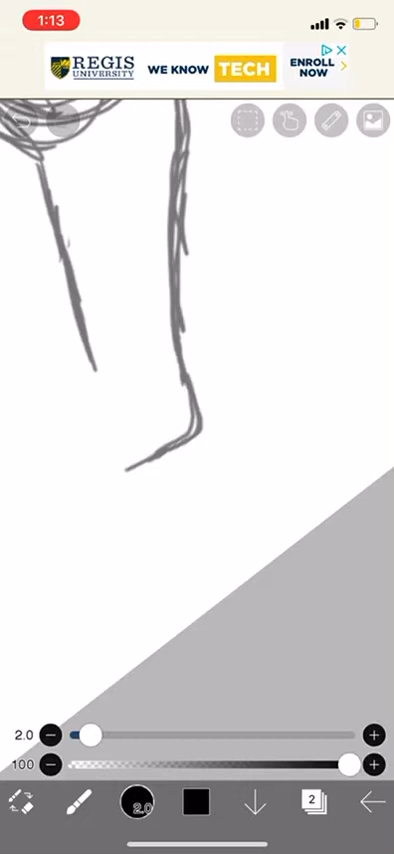 1:13
REGIS
UNIVERSITY
WE KNOW TECH
ENROLL
NOW
2.0
100
2.0
2